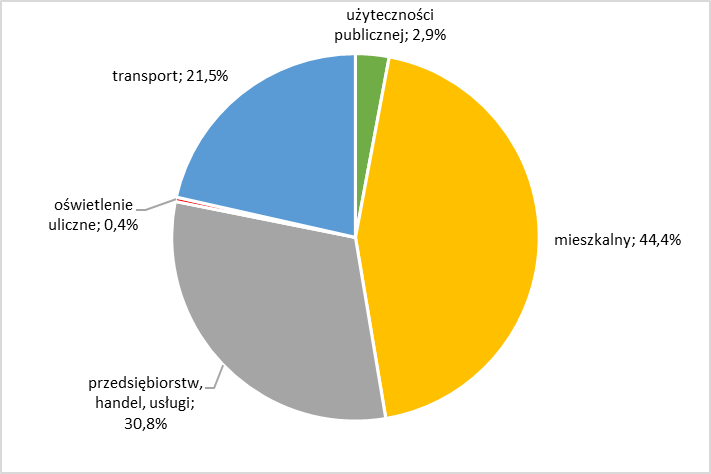 użyteczności
publicznej; 2,9%
transport; 21,5%
oświetlenie
uliczne; 0,4%
mieszkalny; 44,4%
przedsiębiorstw,
handel, usługi;
30,8%